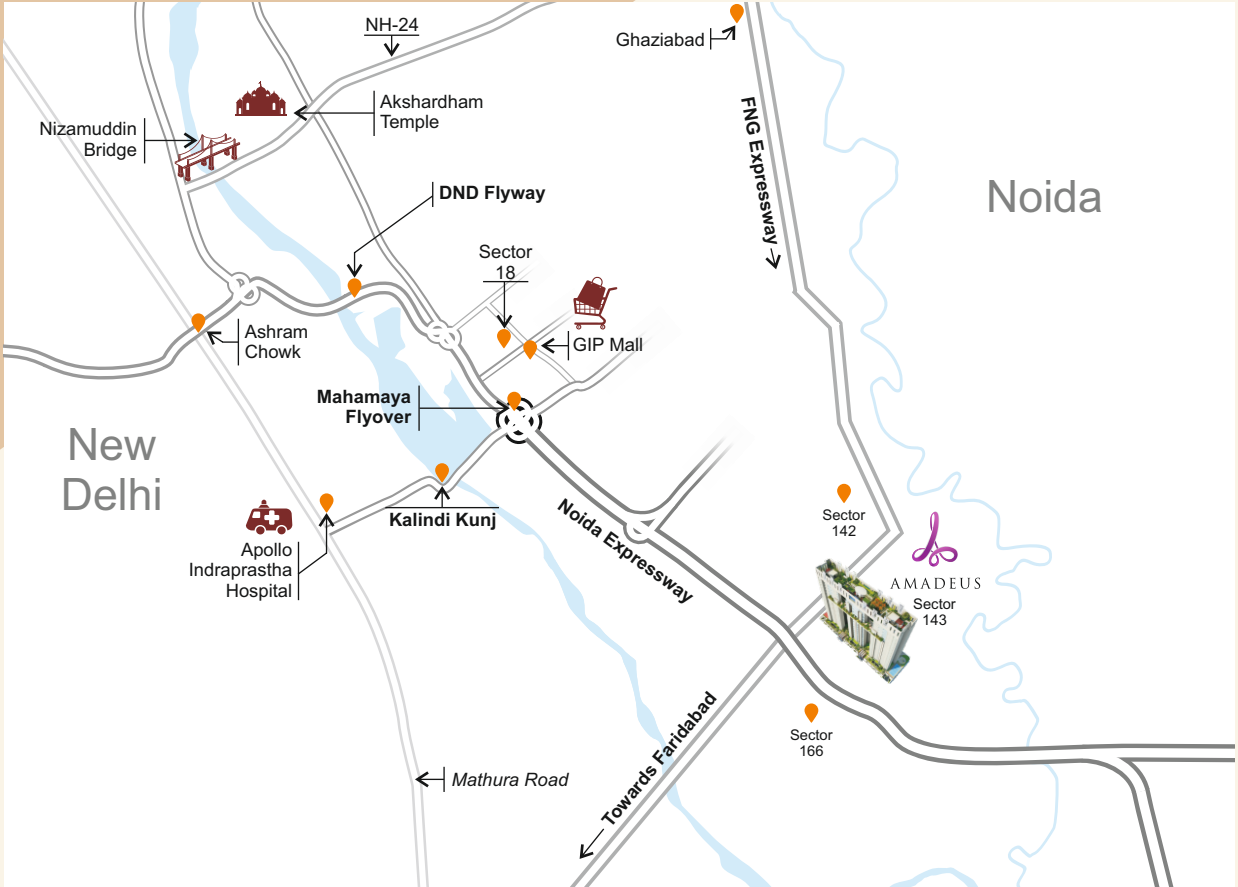 NH-24
Ghaziabad
Akshardham
Temple
Nizamuddin
Bridge
FNG Expressway
Noida
DND Flyway
Sector
18
GIP Mall
Ashram
Chowk
Mahamaya
Flyover
New
Delhi
Kalindi Kunj
Apollo
Indraprastha
Hospital
Noida Expressway
Sector
142
AMADEUS
Sector
143
Sector
166
Towards Faridabad
Mathura Road